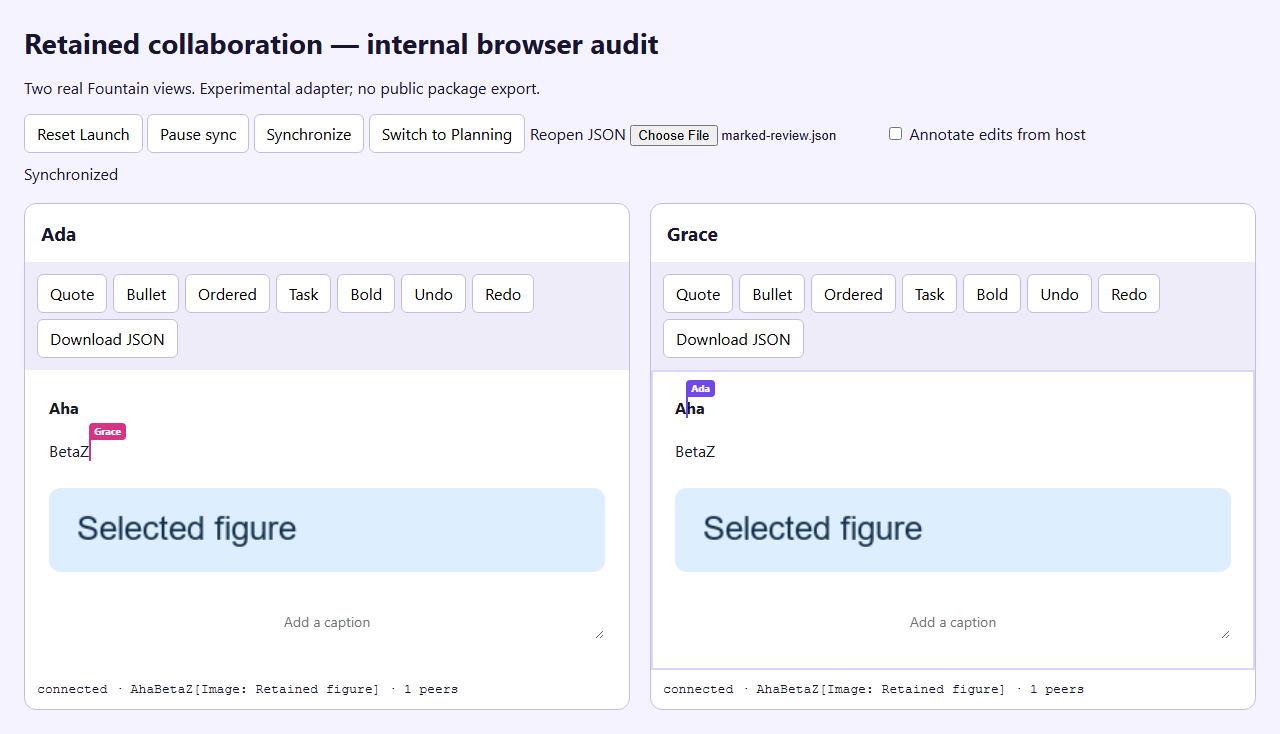 Retained collaboration — internal browser audit
Two real Fountain views. Experimental adapter; no public package export.
Reset Launch Pause sync Synchronize Switch to Planning Reopen JSON Choose File marked-review.json Annotate edits from host
Synchronized
Ada
Quote Bullet Ordered Task Bold Undo Redo
Download JSON
Aha
Grace
BetaZ
Selected figure
Add a caption
connected · AhaBetaZ[Image: Retained figure] · 1 peers
Grace
Quote Bullet Ordered Task Bold Undo Redo
Download JSON
Ada
Aha
BetaZ
Selected figure
Add a caption
connected · AhaBetaZ[Image: Retained figure] · 1 peers